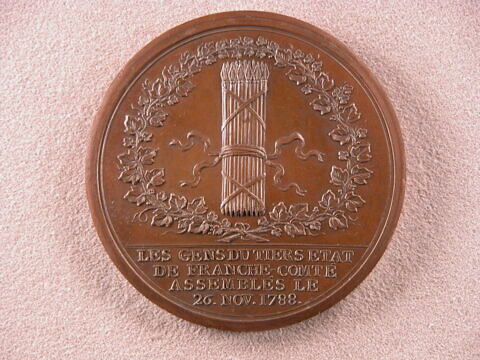 LES GENS DU TIERS ETAT
DE FRANCHE-COMTE
ASSEMBLES LE
26. NOV. 1788.